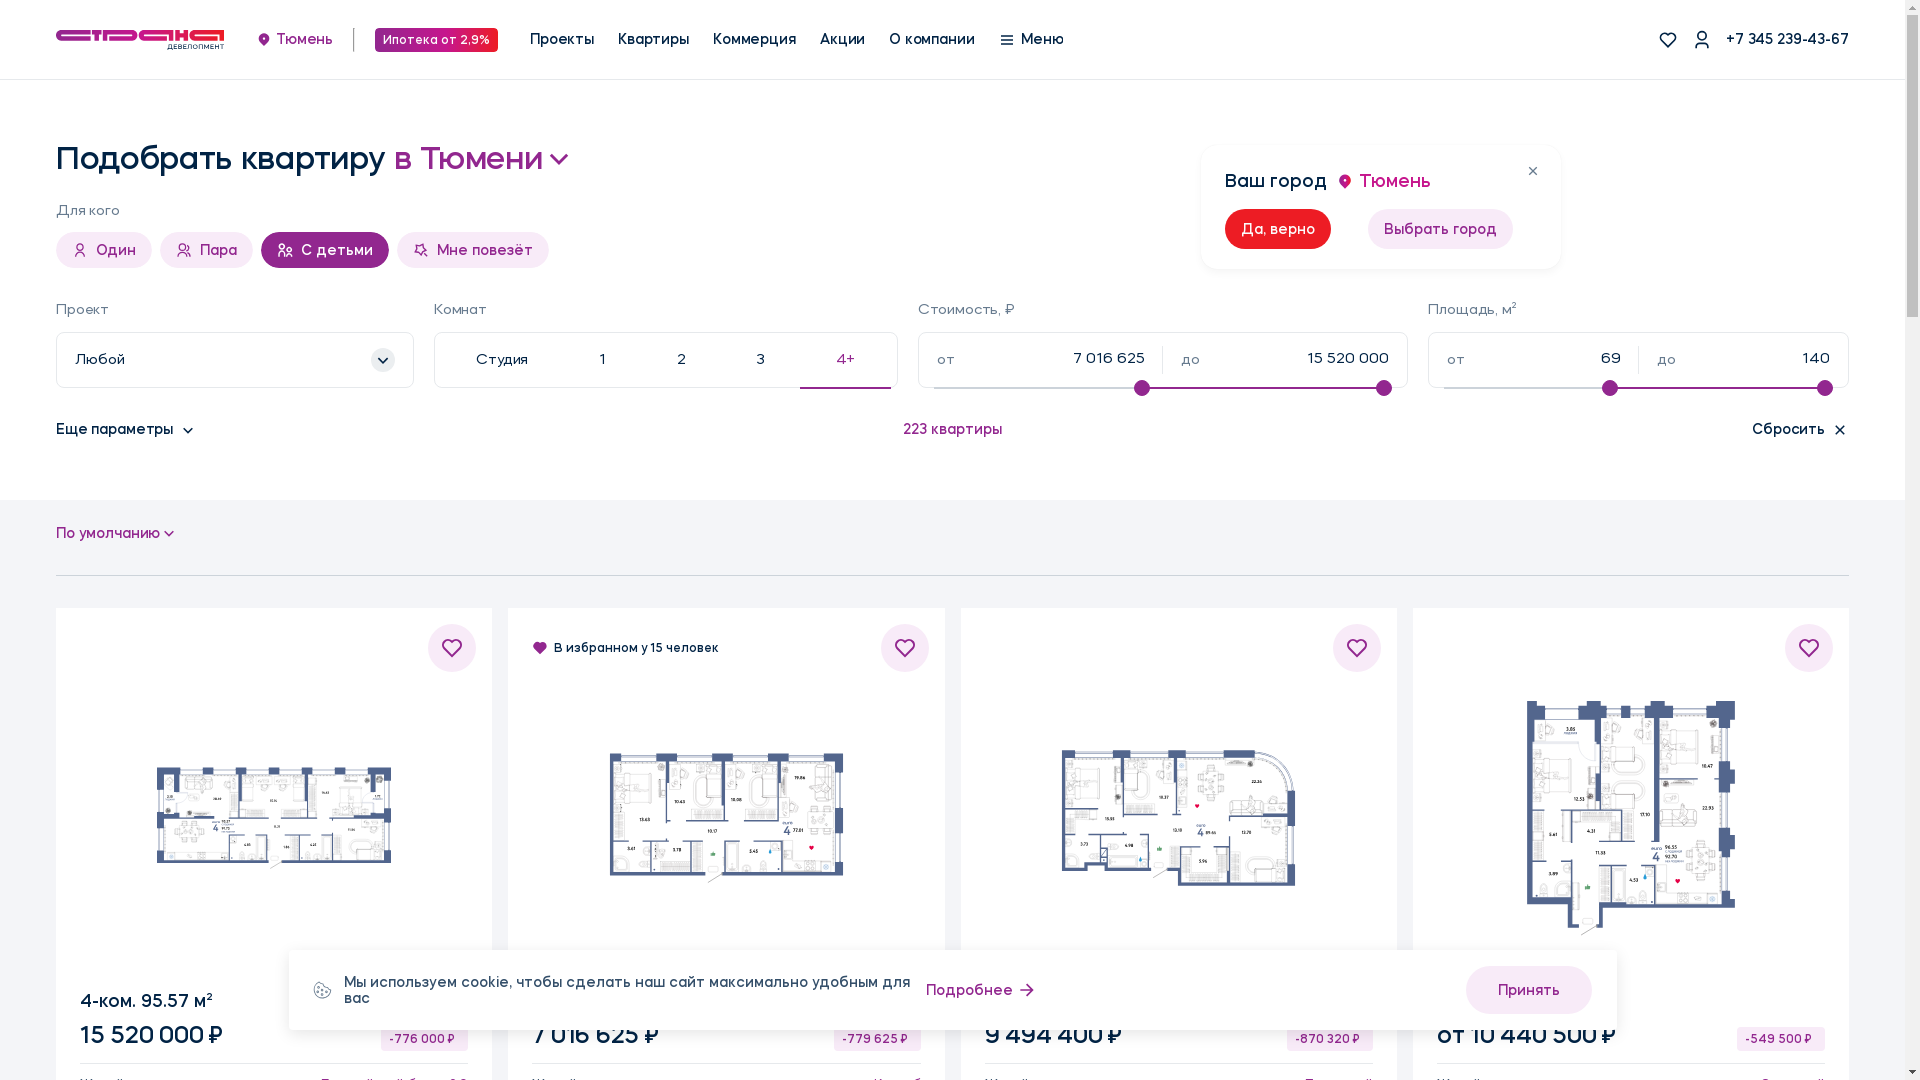 страна
ДЕВЕЛОПМЕНТ
Тюмень
Ипотека от 2,9%
Проекты
Квартиры
Коммерция
Акции
О компании
Меню
+7 345 239-43-67
Подобрать квартиру в Тюмени
Ваш город
Тюмень
Да, верно
Выбрать город
Для кого
Один
Пара
С детьми
Мне повезёт
Проект
Комнат
Стоимость, ₽
Площадь, м²
Любой
Студия
1
2
3
4+
от
7 016 625
до
15 520 000
от
69
до
140
Еще параметры
223 квартиры
Сбросить
По умолчанию
В избранном у 15 человек
4-ком. 95.57 м²
15 520 000 ₽
-776 000 ₽
7 016 625 ₽
-779 625 ₽
9 494 400 ₽
-870 320 ₽
от 10 440 500 ₽
-549 500 ₽
Мы используем cookie, чтобы сделать наш сайт максимально удобным для
вас
Подробнее
Принять